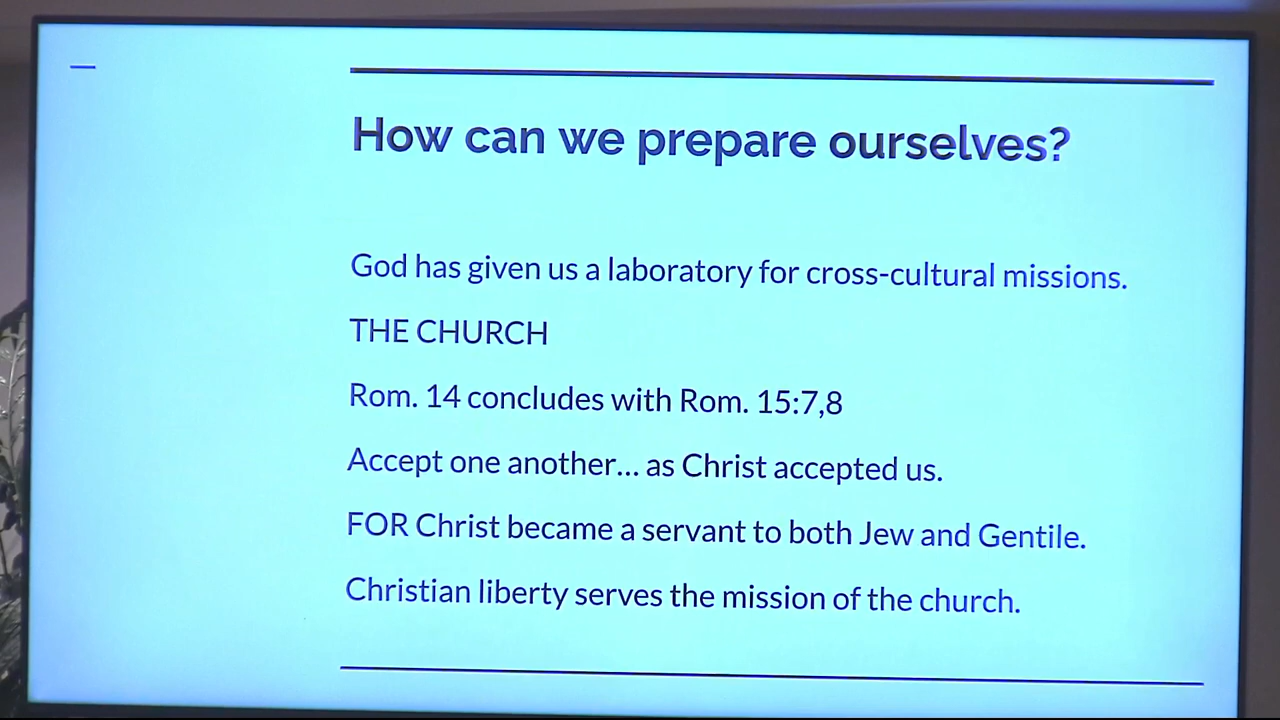 How can we prepare ourselves?
God has given us a laboratory for cross-cultural missions.
THE CHURCH
Rom. 14 concludes with Rom. 15:7,8
Accept one another... as Christ accepted us.
FOR Christ became a servant to both Jew and Gentile.
Christian liberty serves the mission of the church.